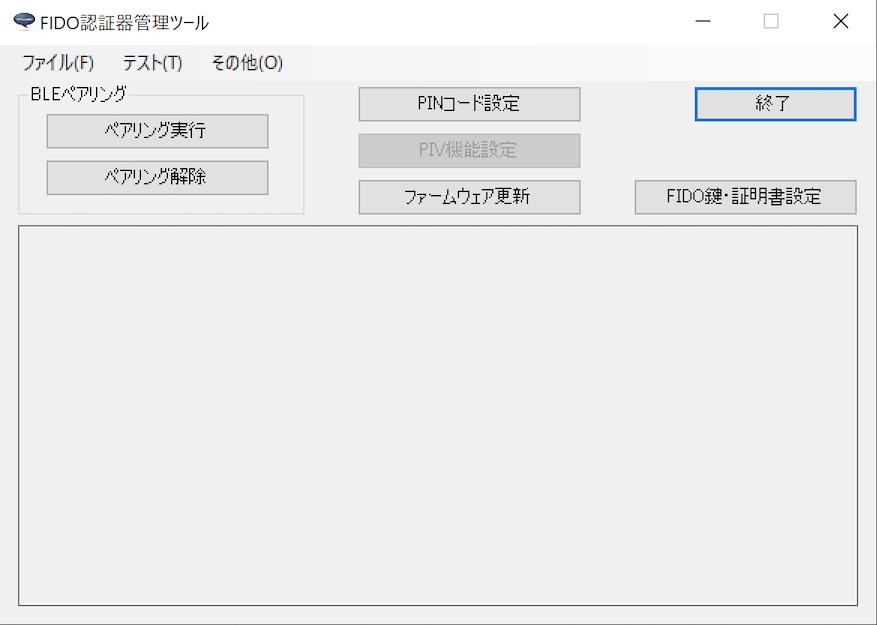 FIDO認証器管理ツール
ファイル(F) テスト(T) その他(O)
BLEペアリング
ペアリング実行
ペアリング解除
PINコード設定
PIV機能設定
ファームウェア更新
終了
FIDO鍵・証明書設定